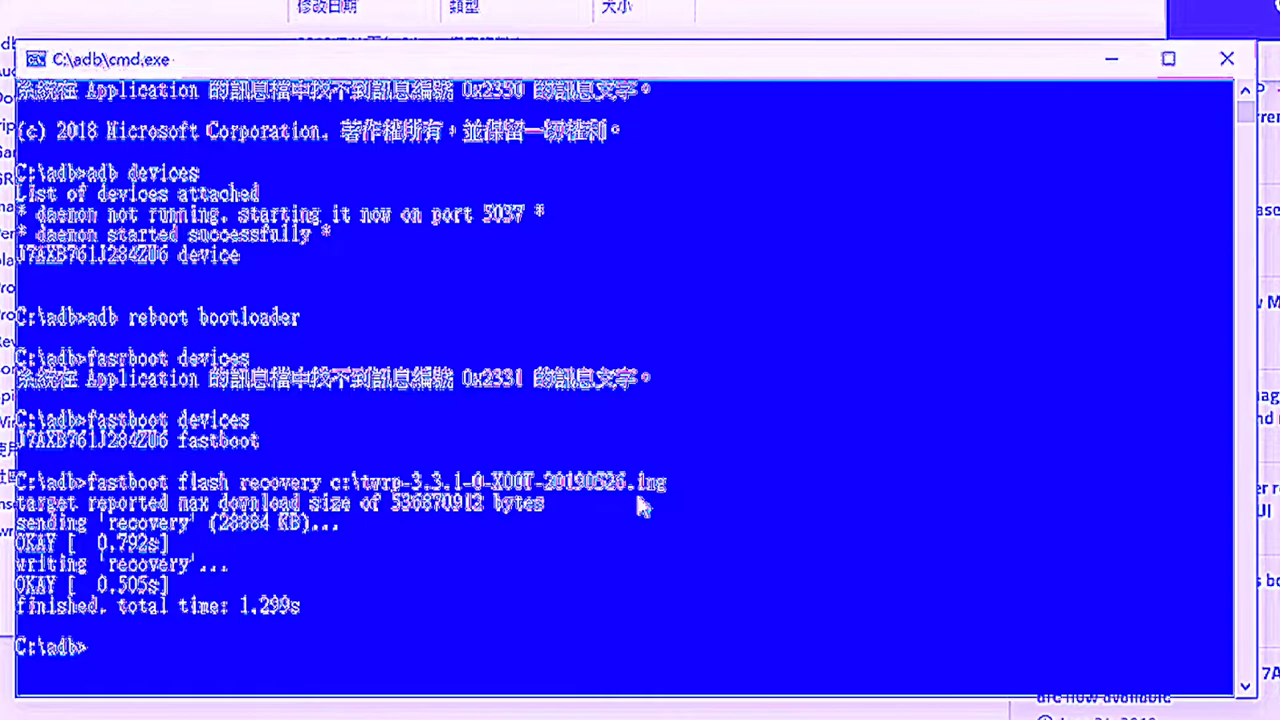 修改日期 類型 大小
C:\adb\cmd.exe
系統在 Application 的訊息檔中找不到訊息編號 0x2350 的訊息文字。
(c) 2018 Microsoft Corporation. 著作權所有，並保留一切權利。
C:\adb>adb devices
List of devices attached
* daemon not running. starting it now on port 5037 *
* daemon started successfully *
J7AXB761J284ZU6 device
C:\adb>adb reboot bootloader
C:\adb>fasrboot devices
系統在 Application 的訊息檔中找不到訊息編號 0x2331 的訊息文字。
C:\adb>fastboot devices
J7AXB761J284ZU6 fastboot
C:\adb>fastboot flash recovery c:\twrp-3.3.1-0-X00T-20190526.img
target reported max download size of 536870912 bytes
sending 'recovery' (28884 KB)...
OKAY [  0.792s]
writing 'recovery'...
OKAY [  0.505s]
finished. total time: 1.299s
C:\adb>
are now available